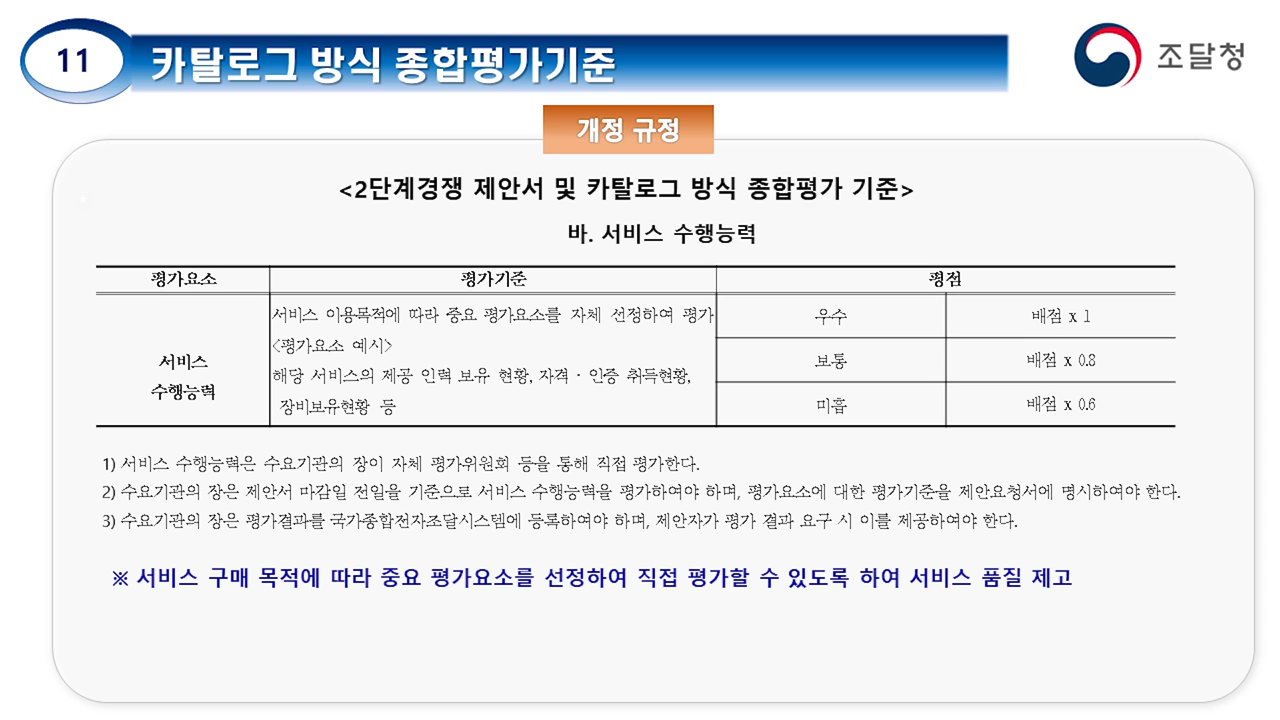 11
카탈로그 방식 종합평가기준
조달청
개정 규정
<2단계경쟁 제안서 및 카탈로그 방식 종합평가 기준>
바. 서비스 수행능력
평가요소 평가기준 평점
서비스 수행능력
서비스 이용목적에 따라 중요 평가요소를 자체 선정하여 평가
<평가요소 예시>
해당 서비스의 제공 인력 보유 현황, 자격·인증 취득현황,
장비보유현황 등
우수 배점 x 1
보통 배점 x 0.8
미흡 배점 x 0.6
1) 서비스 수행능력은 수요기관의 장이 자체 평가위원회 등을 통해 직접 평가한다.
2) 수요기관의 장은 제안서 마감일 전일을 기준으로 서비스 수행능력을 평가하여야 하며, 평가요소에 대한 평가기준을 제안요청서에 명시하여야 한다.
3) 수요기관의 장은 평가결과를 국가종합전자조달시스템에 등록하여야 하며, 제안자가 평가 결과 요구 시 이를 제공하여야 한다.
※ 서비스 구매 목적에 따라 중요 평가요소를 선정하여 직접 평가할 수 있도록 하여 서비스 품질 제고